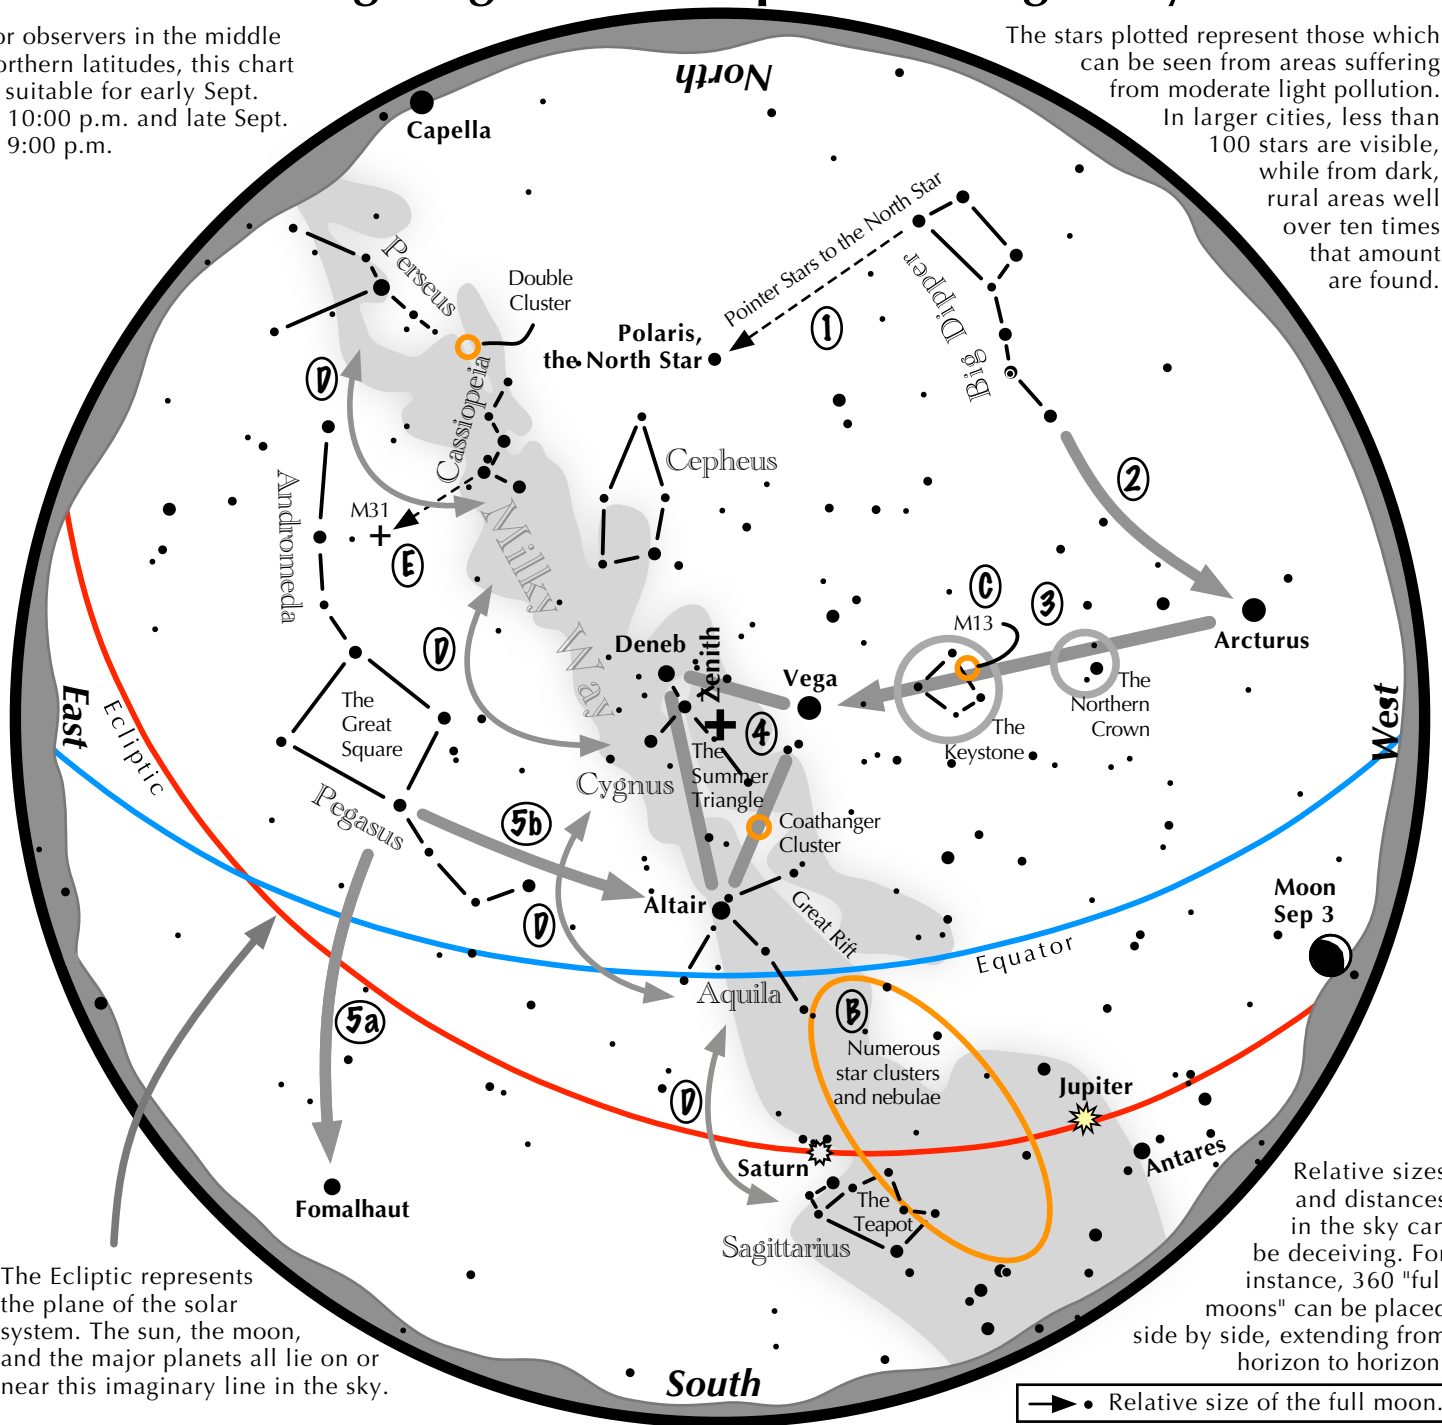 or observers in the middle
orthern latitudes, this chart
suitable for early Sept.
10:00 p.m. and late Sept.
9:00 p.m.
The stars plotted represent those which
can be seen from areas suffering
from moderate light pollution.
In larger cities, less than
100 stars are visible,
while from dark,
rural areas well
over ten times
that amount
are found.
North
Capella
Perseus
Double
Cluster
Pointer Stars to the North Star
Big Dipper
1
Polaris,
the North Star
D
Cassiopeia
Cepheus
2
Andromeda
M31
E
Milky Way
C
3
M13
Arcturus
D
Deneb
Zenith
Vega
The
Northern
Crown
The
Keystone
East
Ecliptic
West
The
Great
Square
4
The
Summer
Triangle
Cygnus
Pegasus
5b
Coathanger
Cluster
Altair
Great Rift
D
Moon
Sep 3
Equator
Aquila
5a
B
Numerous
star clusters
and nebulae
Jupiter
D
Saturn
Antares
Fomalhaut
The
Teapot
Sagittarius
The Ecliptic represents
the plane of the solar
system. The sun, the moon,
and the major planets all lie on or
near this imaginary line in the sky.
Relative sizes
and distances
in the sky can
be deceiving. For
instance, 360 "ful
moons" can be placed
side by side, extending from
horizon to horizon
South
Relative size of the full moon.